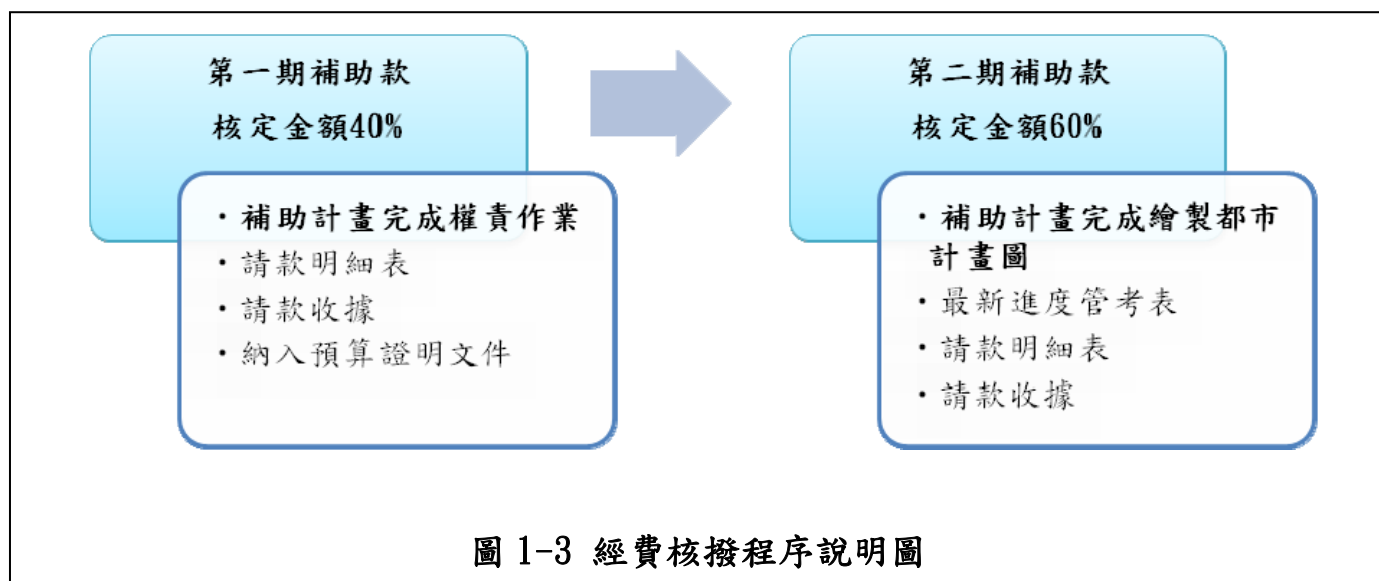 第一期補助款
核定金額40%
・補助計畫完成權責作業
・請款明細表
・請款收據
・納入預算證明文件
第二期補助款
核定金額60%
・補助計畫完成繪製都市
計畫圖
・最新進度管考表
・請款明細表
・請款收據
圖 1-3 經費核撥程序說明圖